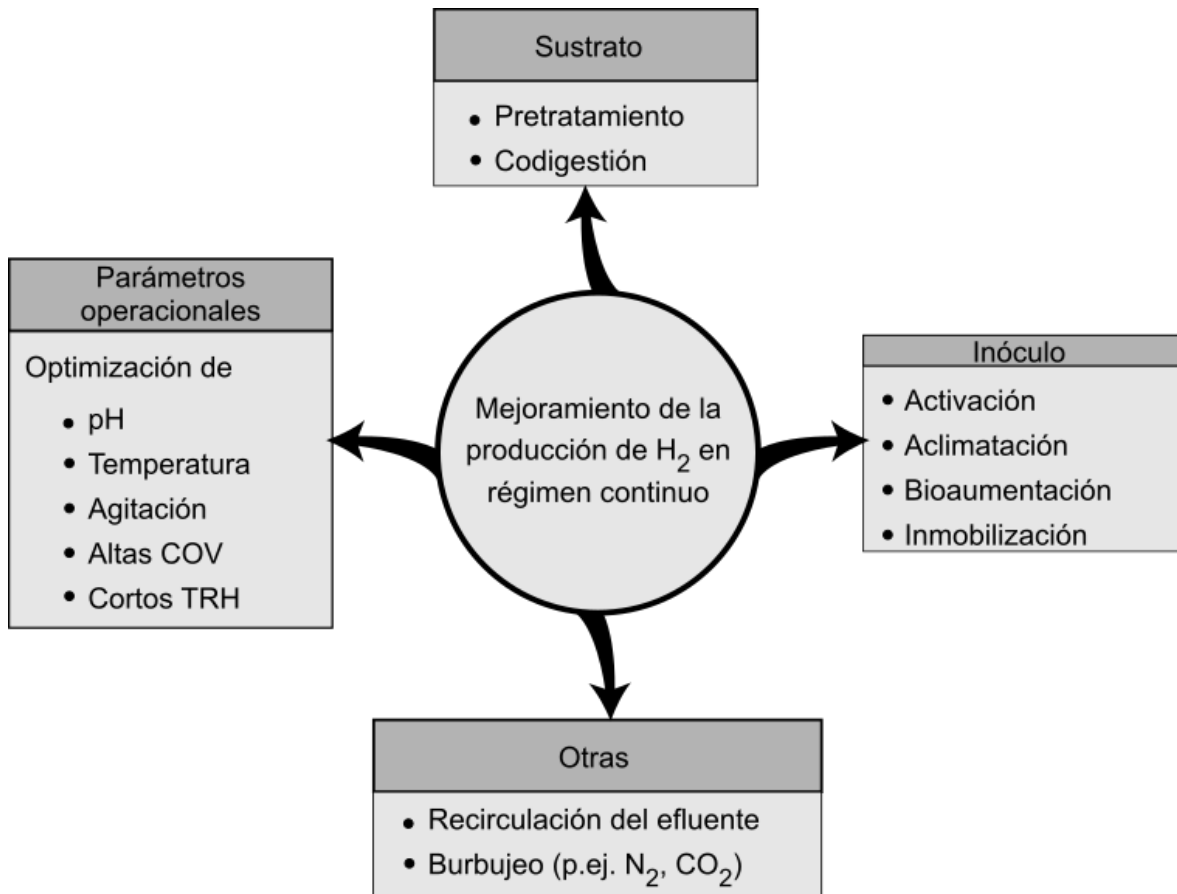 Sustrato
• Pretratamiento
• Codigestión
Parámetros
operacionales
Optimización de
• pH
• Temperatura
• Agitación
• Altas COV
• Cortos TRH
Mejoramiento de la
producción de H₂ en
régimen continuo
Inóculo
• Activación
• Aclimatación
• Bioaumentación
• Inmobilización
Otras
• Recirculación del efluente
• Burbujeo (p.ej. N₂, CO₂)